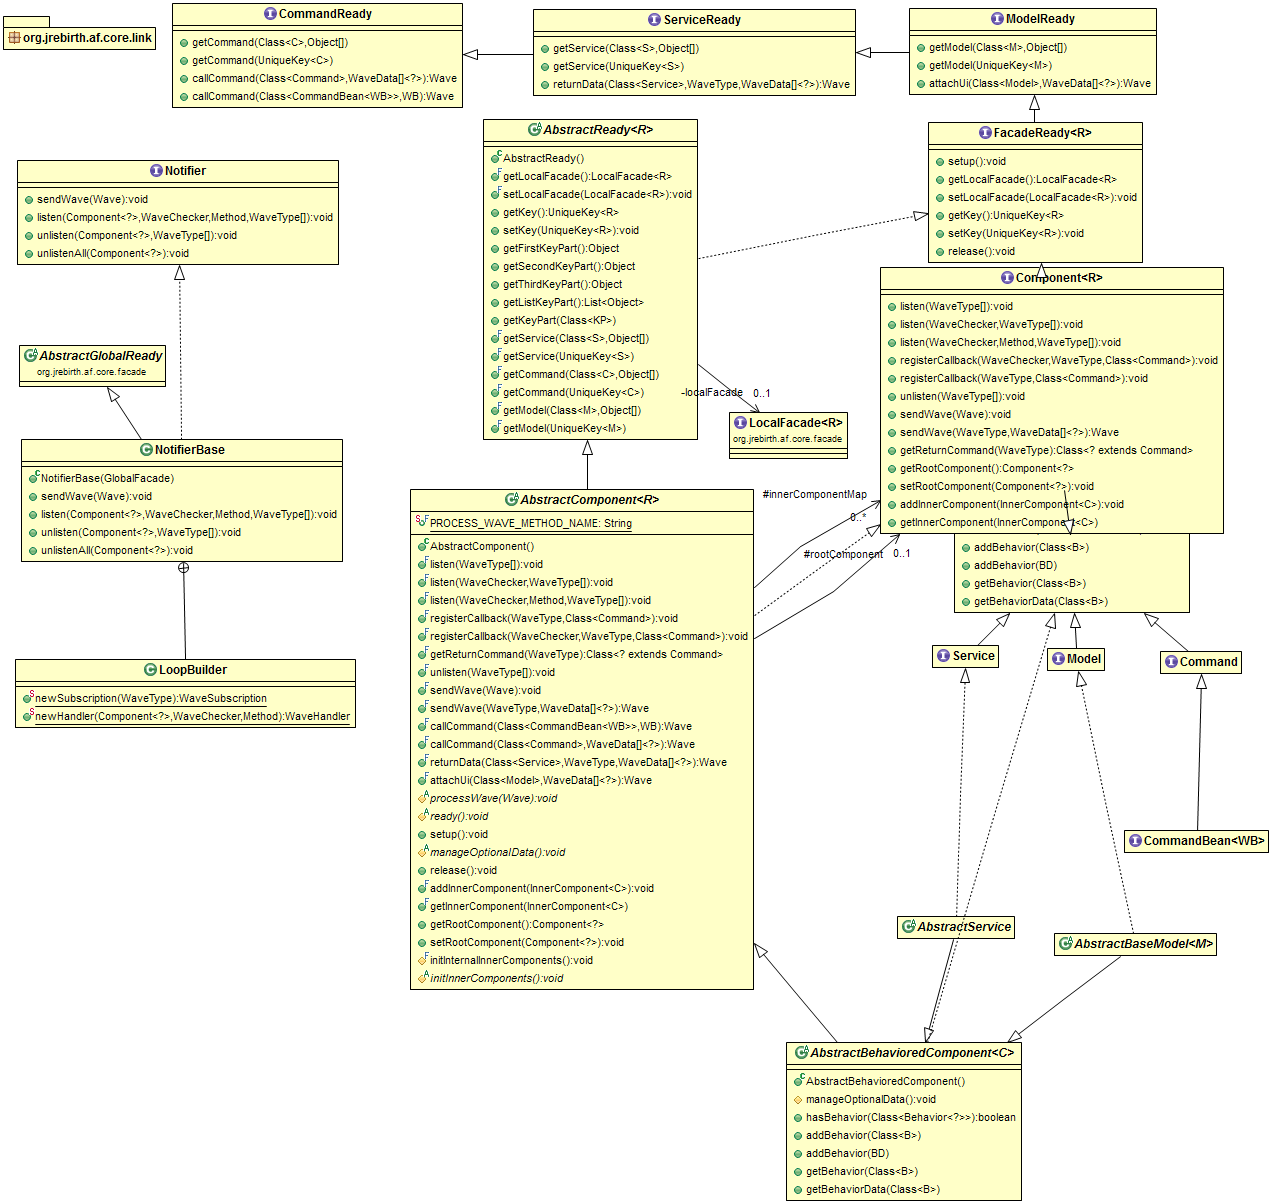 org.jrebirth.af.core.link
CommandReady
getCommand(Class<C>,Object[])
getCommand(UniqueKey<C>)
callCommand(Class<Command>,WaveData[]<?>):Wave
callCommand(Class<CommandBean<WB>>,WB):Wave
ServiceReady
getService(Class<S>,Object[])
getService(UniqueKey<S>)
returnData(Class<Service>,WaveType,WaveData[]<?>):Wave
ModelReady
getModel(Class<M>,Object[])
getModel(UniqueKey<M>)
attachUi(Class<Model>,WaveData[]<?>):Wave
Notifier
sendWave(Wave):void
listen(Component<?>,WaveChecker,Method,WaveType[]):void
unlisten(Component<?>,WaveType[]):void
unlistenAll(Component<?>):void
AbstractGlobalReady
org.jrebirth.af.core.facade
NotifierBase
NotifierBase(GlobalFacade)
sendWave(Wave):void
listen(Component<?>,WaveChecker,Method,WaveType[]):void
unlisten(Component<?>,WaveType[]):void
unlistenAll(Component<?>):void
LoopBuilder
newSubscription(WaveType):WaveSubscription
newHandler(Component<?>,WaveChecker,Method):WaveHandler
AbstractReady<R>
AbstractReady()
getLocalFacade():LocalFacade<R>
setLocalFacade(LocalFacade<R>):void
getKey():UniqueKey<R>
setKey(UniqueKey<R>):void
getFirstKeyPart():Object
getSecondKeyPart():Object
getThirdKeyPart():Object
getListKeyPart():List<Object>
getKeyPart(Class<KP>)
getService(Class<S>,Object[])
getService(UniqueKey<S>)
getCommand(Class<C>,Object[])
getCommand(UniqueKey<C>)
getModel(Class<M>,Object[])
getModel(UniqueKey<M>)
-localFacade
0..1
LocalFacade<R>
org.jrebirth.af.core.facade
FacadeReady<R>
setup():void
getLocalFacade():LocalFacade<R>
setLocalFacade(LocalFacade<R>):void
getKey():UniqueKey<R>
setKey(UniqueKey<R>):void
release():void
Component<R>
listen(WaveType[]):void
listen(WaveChecker,WaveType[]):void
listen(WaveChecker,Method,WaveType[]):void
registerCallback(WaveChecker,WaveType,Class<Command>):void
registerCallback(WaveType,Class<Command>):void
unlisten(WaveType[]):void
sendWave(Wave):void
sendWave(WaveType,WaveData[]<?>):Wave
getReturnCommand(WaveType):Class<? extends Command>
getRootComponent():Component<?>
setRootComponent(Component<?>):void
addInnerComponent(InnerComponent<C>):void
getInnerComponent(InnerComponent<C>)
addBehavior(Class<B>)
addBehavior(BD)
getBehavior(Class<B>)
getBehaviorData(Class<B>)
#innerComponentMap
0..*
#rootComponent
0..1
AbstractComponent<R>
PROCESS_WAVE_METHOD_NAME: String
AbstractComponent()
listen(WaveType[]):void
listen(WaveChecker,WaveType[]):void
listen(WaveChecker,Method,WaveType[]):void
registerCallback(WaveType,Class<Command>):void
registerCallback(WaveChecker,WaveType,Class<Command>):void
getReturnCommand(WaveType):Class<? extends Command>
unlisten(WaveType[]):void
sendWave(Wave):void
sendWave(WaveType,WaveData[]<?>):Wave
callCommand(Class<CommandBean<WB>>,WB):Wave
callCommand(Class<Command>,WaveData[]<?>):Wave
returnData(Class<Service>,WaveType,WaveData[]<?>):Wave
attachUi(Class<Model>,WaveData[]<?>):Wave
processWave(Wave):void
ready():void
setup():void
manageOptionalData():void
release():void
addInnerComponent(InnerComponent<C>):void
getInnerComponent(InnerComponent<C>)
getRootComponent():Component<?>
setRootComponent(Component<?>):void
initInternalInnerComponents():void
initInnerComponents():void
Service
Model
Command
CommandBean<WB>
AbstractService
AbstractBaseModel<M>
AbstractBehavioredComponent<C>
AbstractBehavioredComponent()
manageOptionalData():void
hasBehavior(Class<Behavior<?>>):boolean
addBehavior(Class<B>)
addBehavior(BD)
getBehavior(Class<B>)
getBehaviorData(Class<B>)